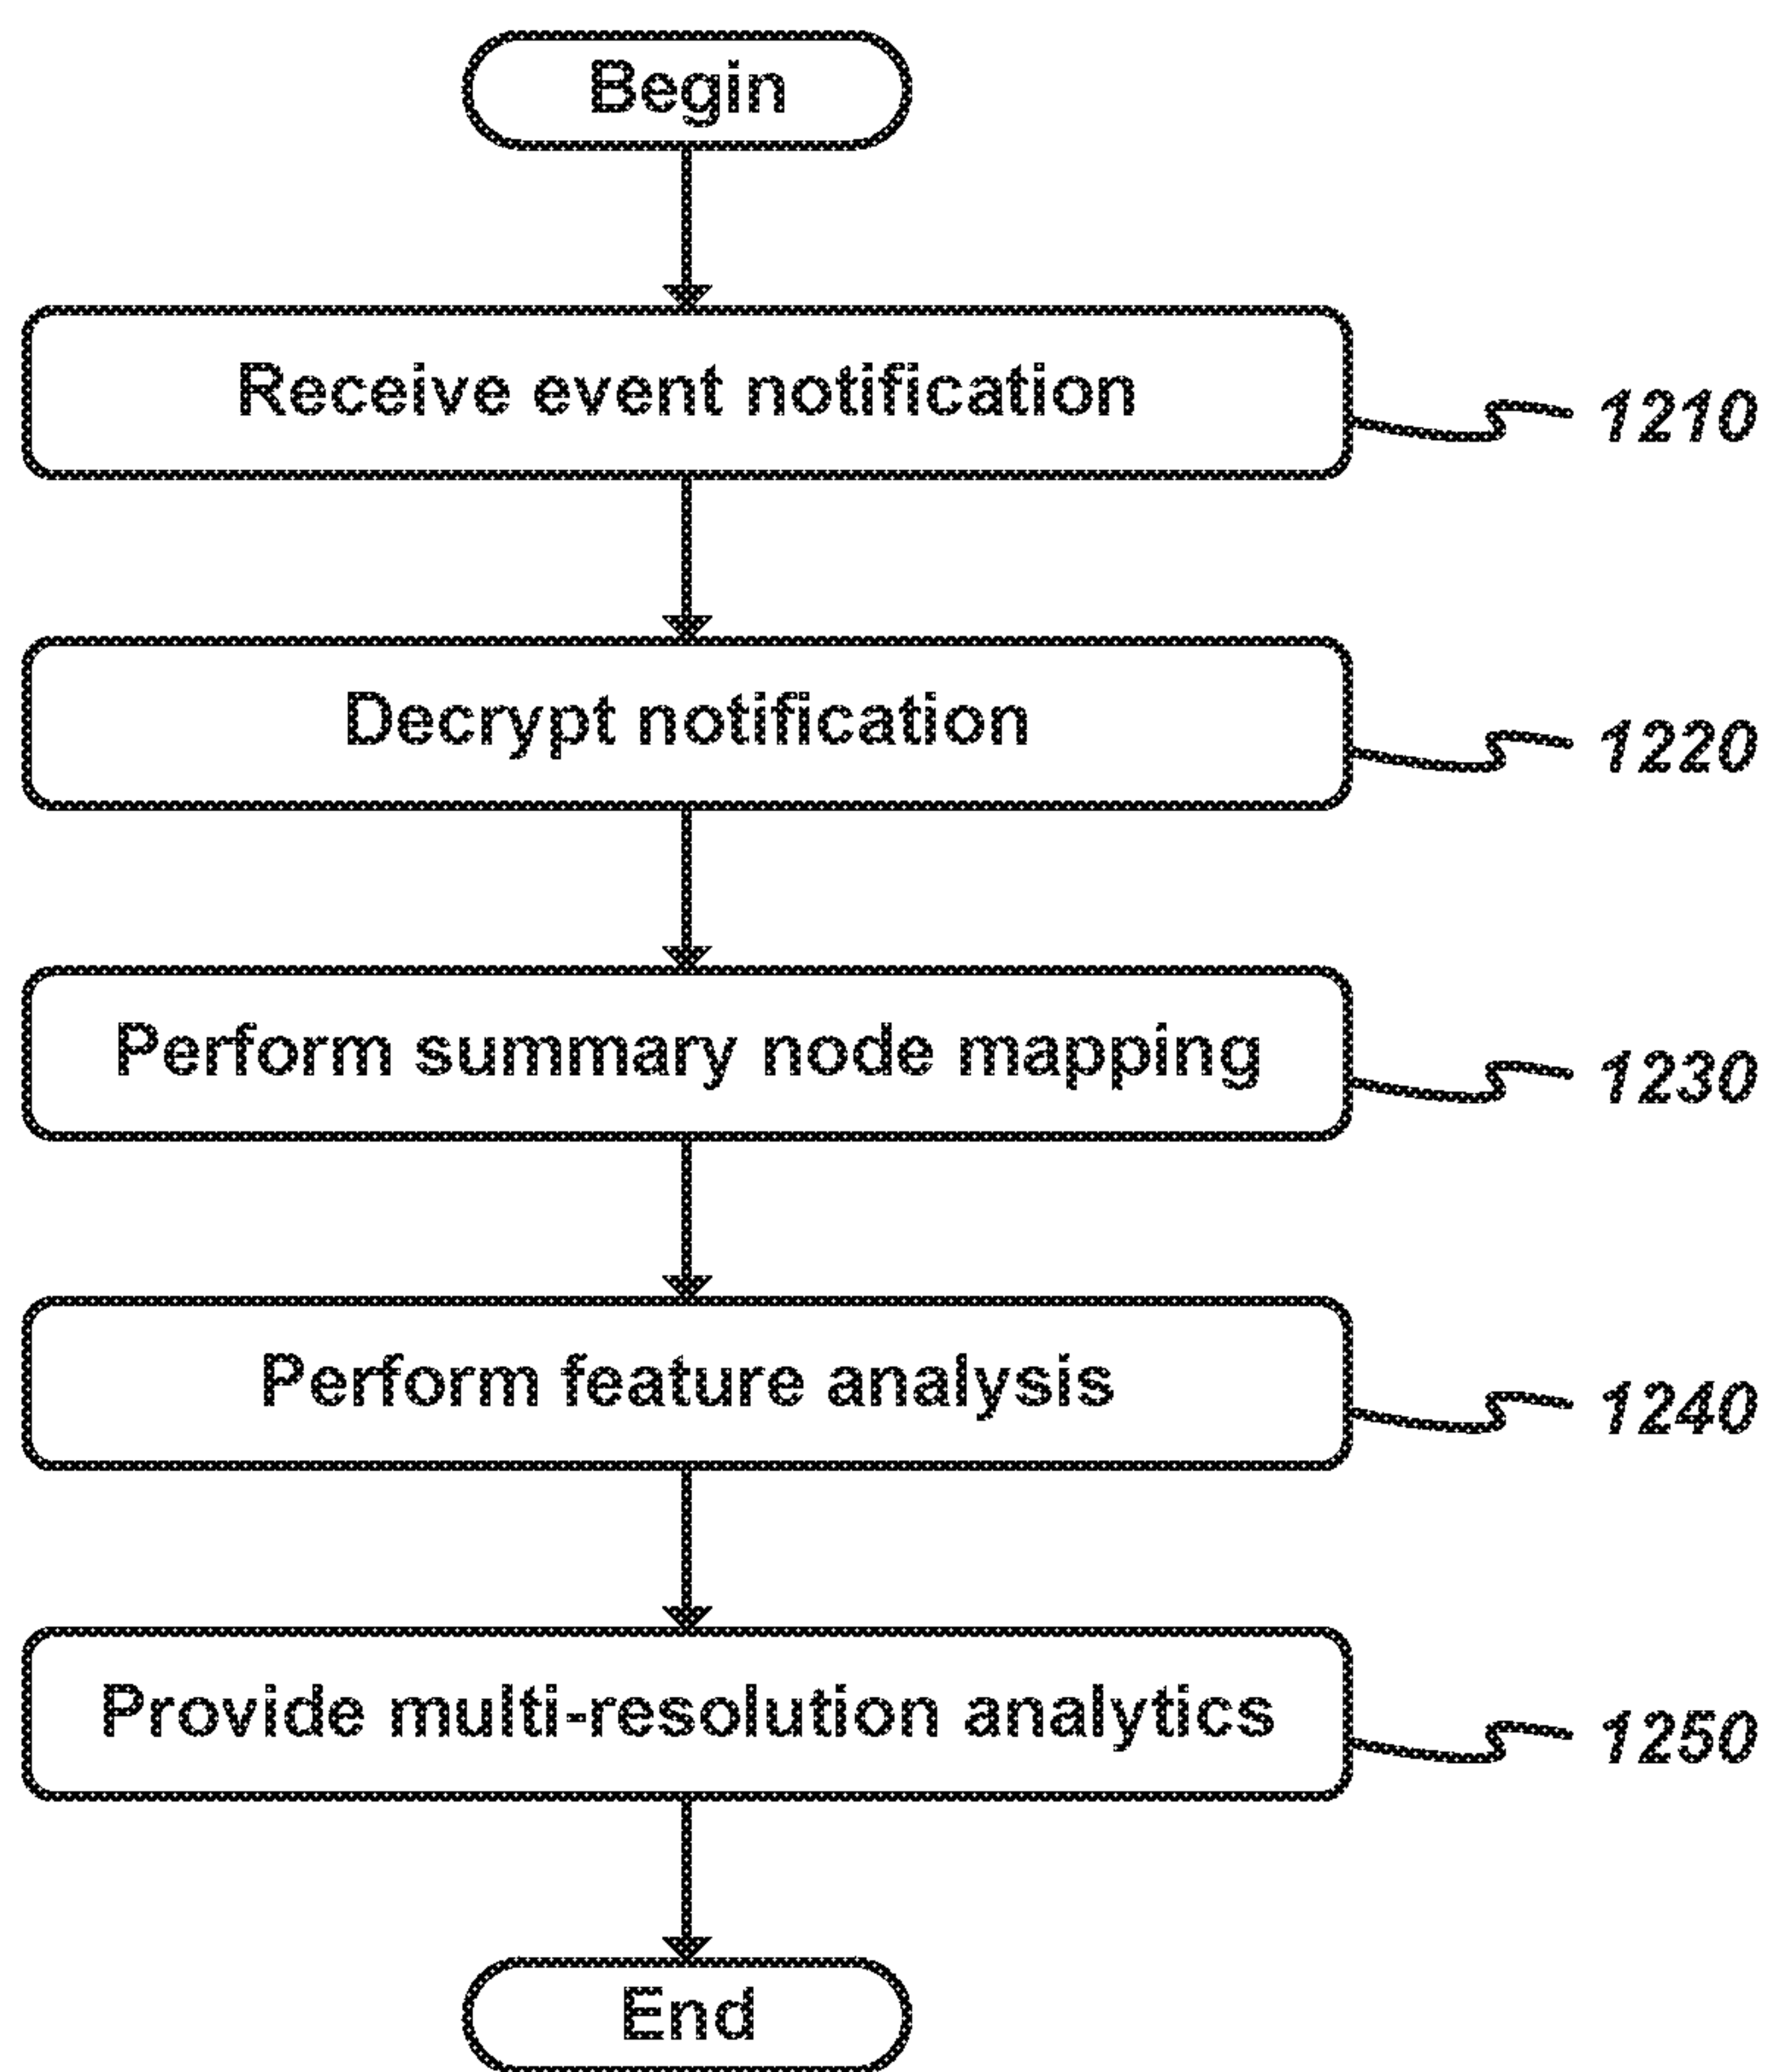 Begin
Receive event notification
1210
Decrypt notification
1220
Perform summary node mapping
1230
Perform feature analysis
1240
Provide multi-resolution analytics
1250
End